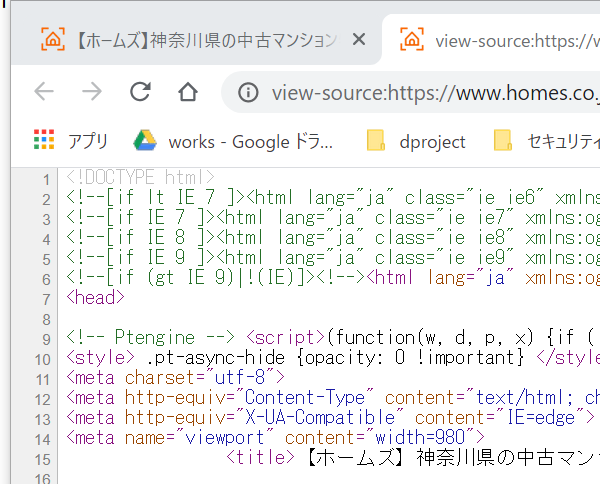 【ホームズ】神奈川県の中古マンション
view-source:https://w
view-source:https://www.homes.co.j
アプリ
works - Google ドラ...
dproject
セキュリティ
1 <!DOCTYPE html>
2 <!--[if lt IE 7 ]><html lang="ja" class="ie ie6" xmlns
3 <!--[if IE 7 ]><html lang="ja" class="ie ie7" xmlns:og
4 <!--[if IE 8 ]><html lang="ja" class="ie ie8" xmlns:og
5 <!--[if IE 9 ]><html lang="ja" class="ie ie9" xmlns:og
6 <!--[if (gt IE 9)|!(IE)]><!--><html lang="ja" xmlns:og
7 <head>
8
9 <!-- Ptengine --> <script>(function(w, d, p, x) {if (
10 <style> .pt-async-hide {opacity: 0 !important} </style
11 <meta charset="utf-8">
12 <meta http-equiv="Content-Type" content="text/html; ch
13 <meta http-equiv="X-UA-Compatible" content="IE=edge">
14 <meta name="viewport" content="width=980">
15 <title>【ホームズ】神奈川県の中古マン
16